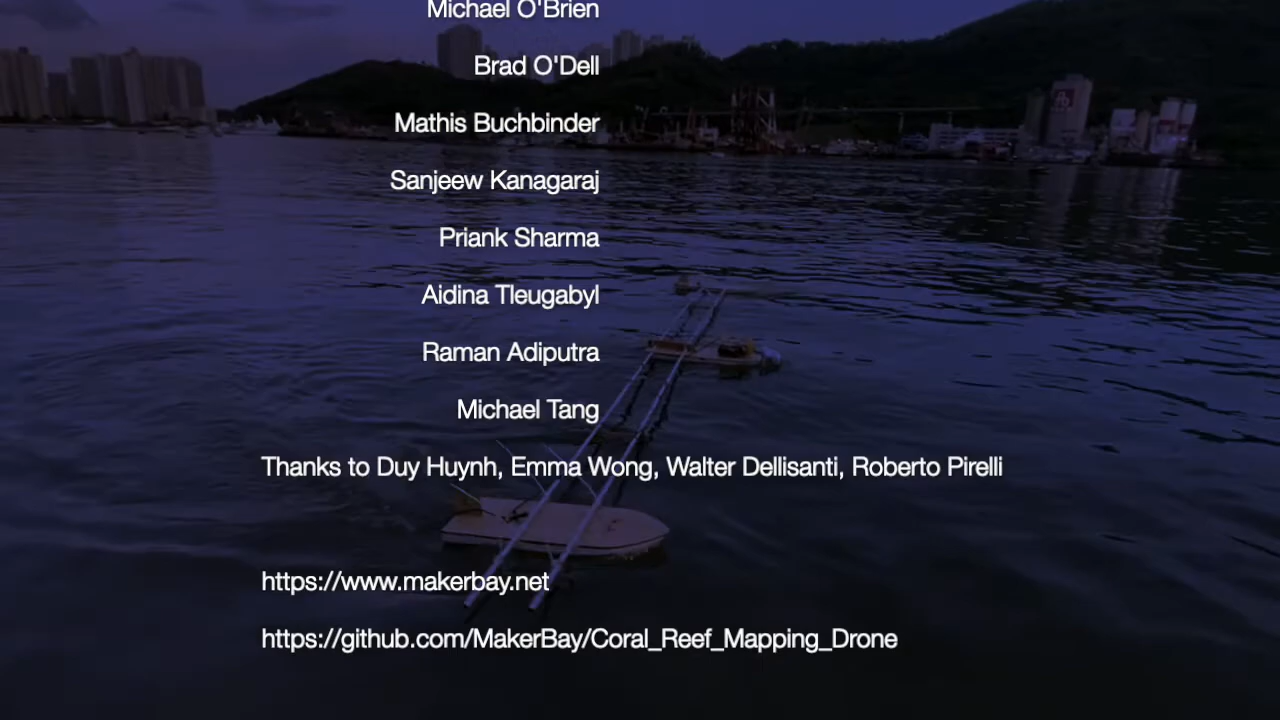 Michael O'Brien
Brad O'Dell
Mathis Buchbinder
Sanjeew Kanagaraj
Priank Sharma
Aidina Tleugabyl
Raman Adiputra
Michael Tang
Thanks to Duy Huynh, Emma Wong, Walter Dellisanti, Roberto Pirelli
https://www.makerbay.net
https://github.com/MakerBay/Coral_Reef_Mapping_Drone